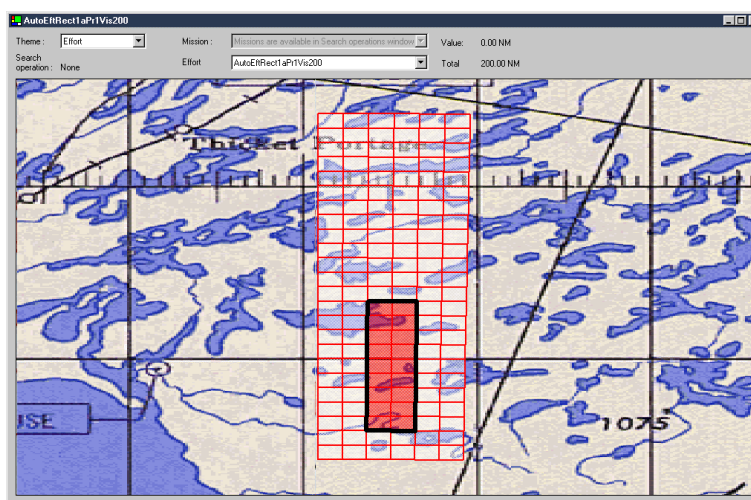 AutoEftRect1aPr1Vis200
Theme : Effort Mission : Missions are available in Search operations window Value: 0.00 NM
Search
operation : None Effort AutoEftRect1aPr1Vis200 Total 200.00 NM
Thicket Portage
USE
1075